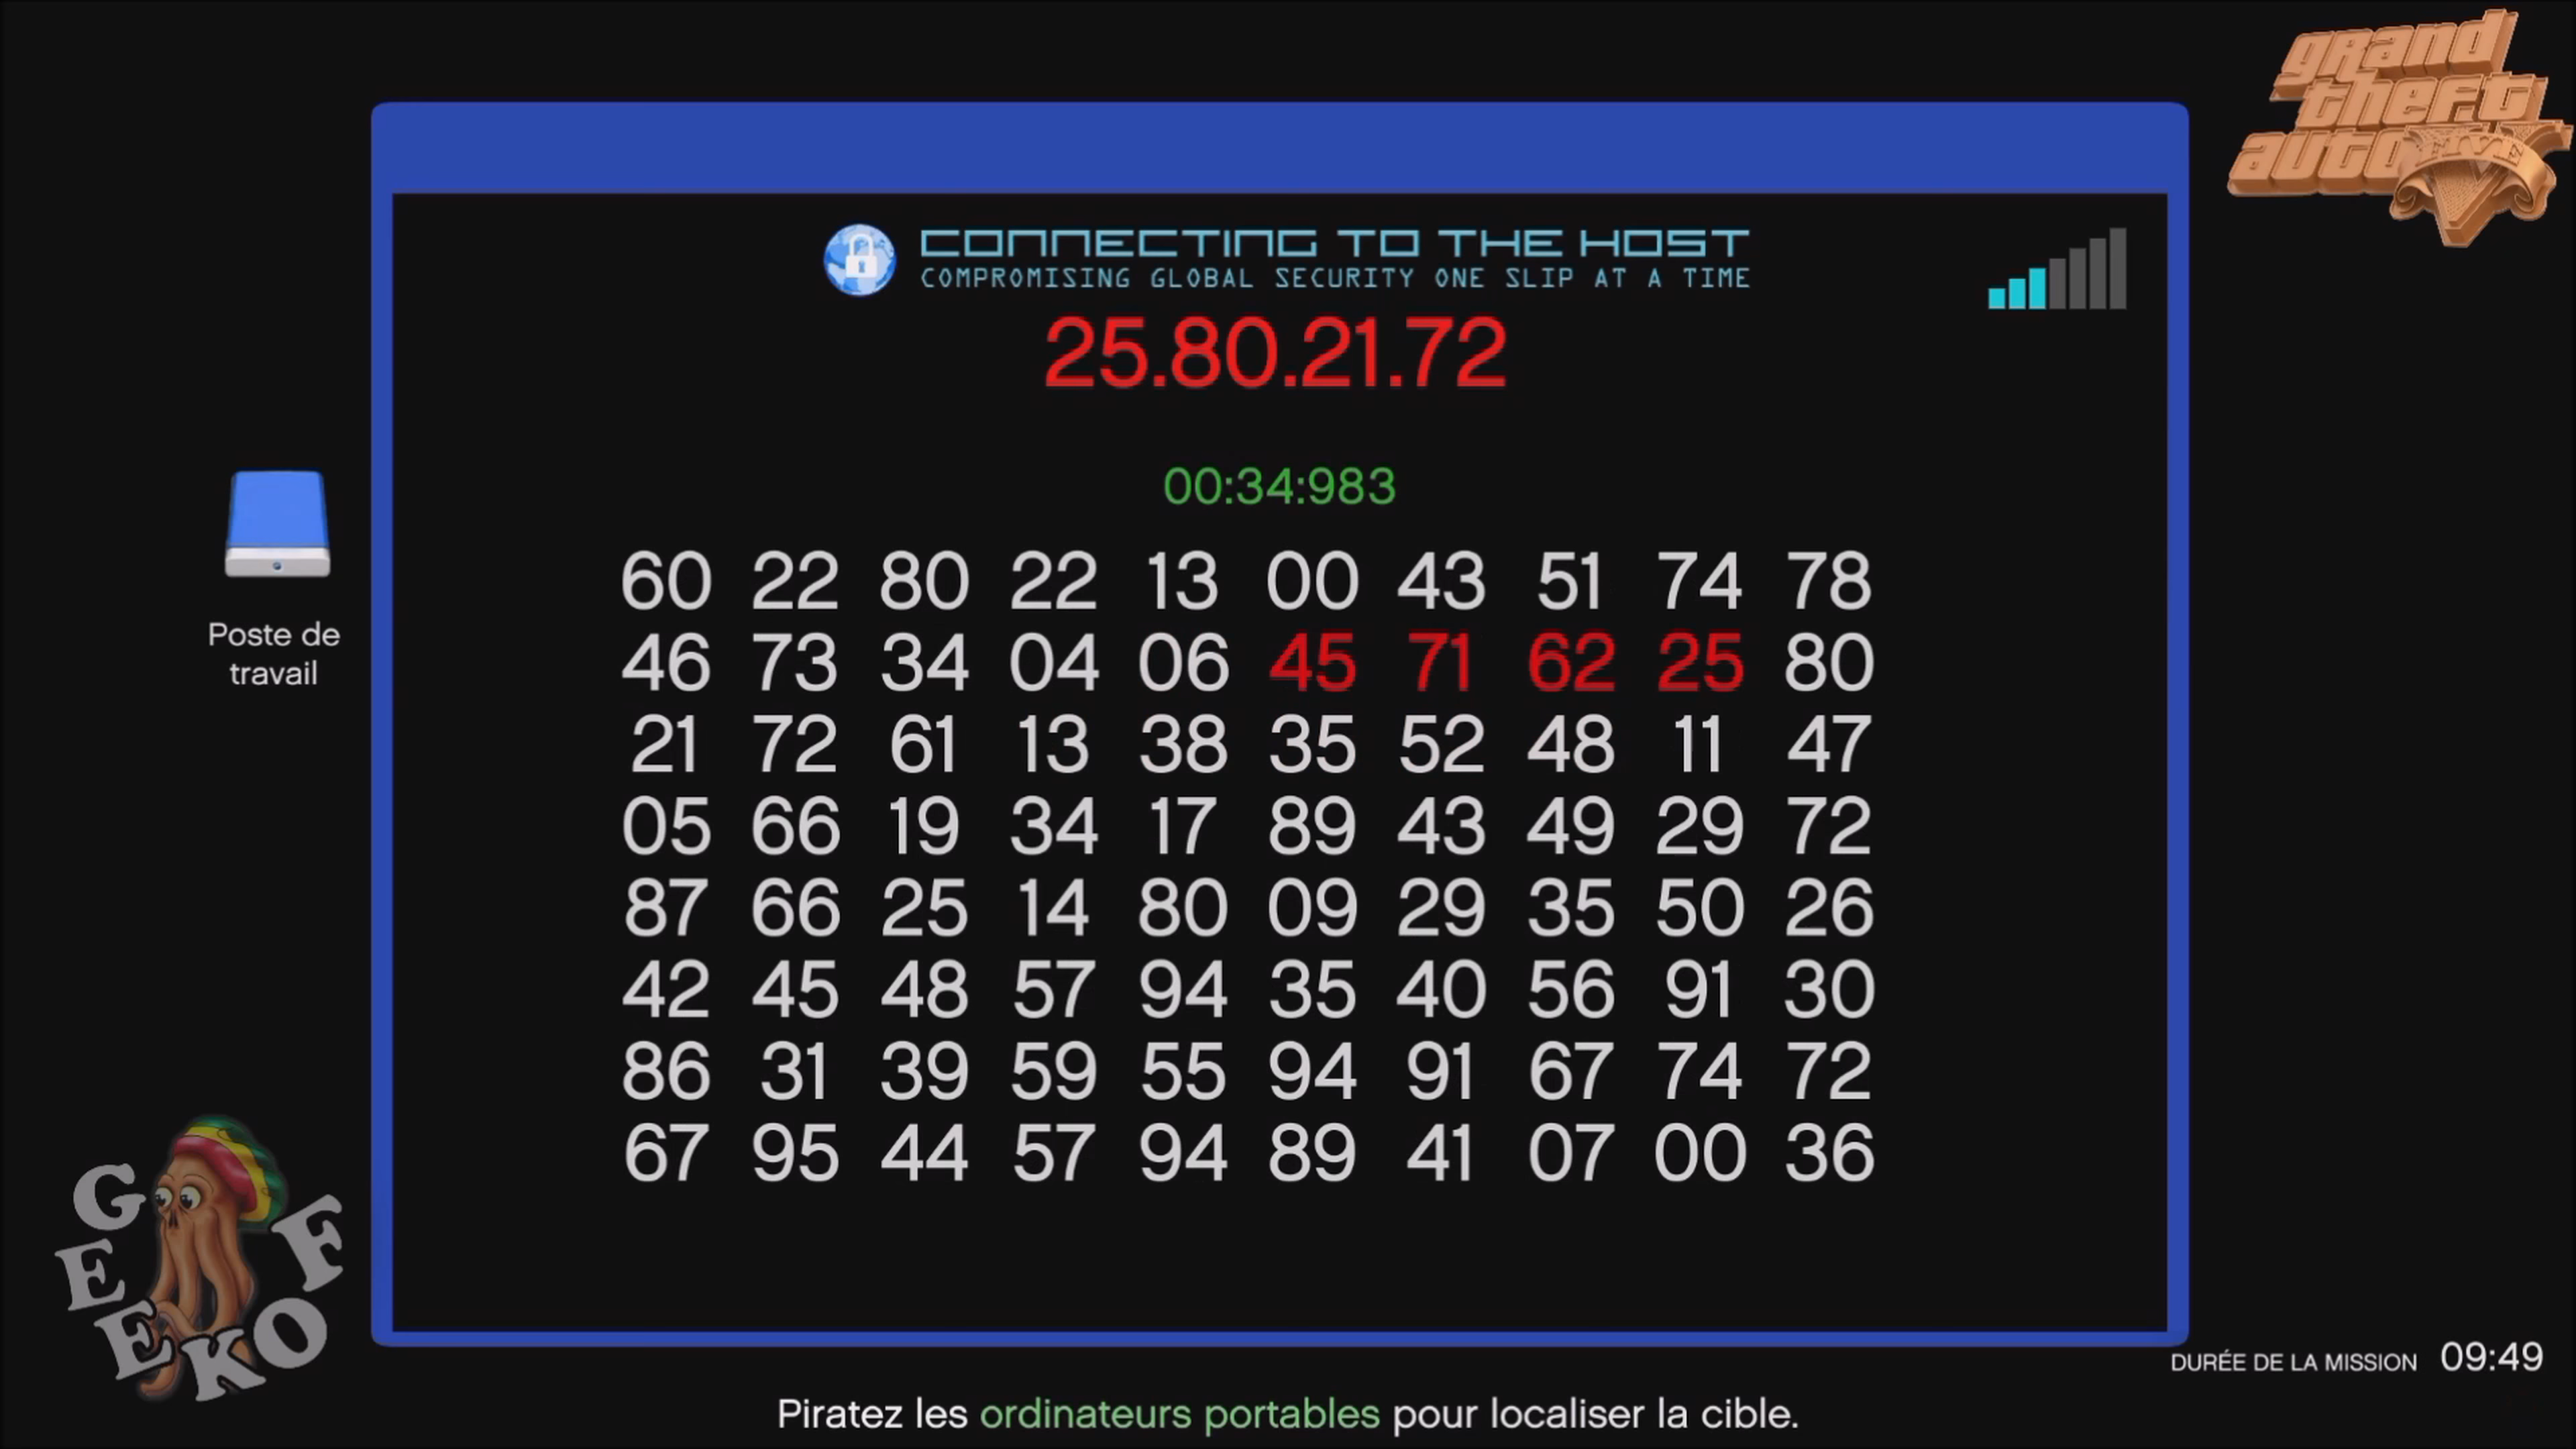 grand
theft
auto
FIVE
CONNECTING TO THE HOST
COMPROMISING GLOBAL SECURITY ONE SLIP AT A TIME
25.80.21.72
00:34:983
60 22 80 22 13 00 43 51 74 78
46 73 34 04 06 45 71 62 25 80
21 72 61 13 38 35 52 48 11 47
05 66 19 34 17 89 43 49 29 72
87 66 25 14 80 09 29 35 50 26
42 45 48 57 94 35 40 56 91 30
86 31 39 59 55 94 91 67 74 72
67 95 44 57 94 89 41 07 00 36
Poste de
travail
GEEKOF
DURÉE DE LA MISSION 09:49
Piratez les ordinateurs portables pour localiser la cible.